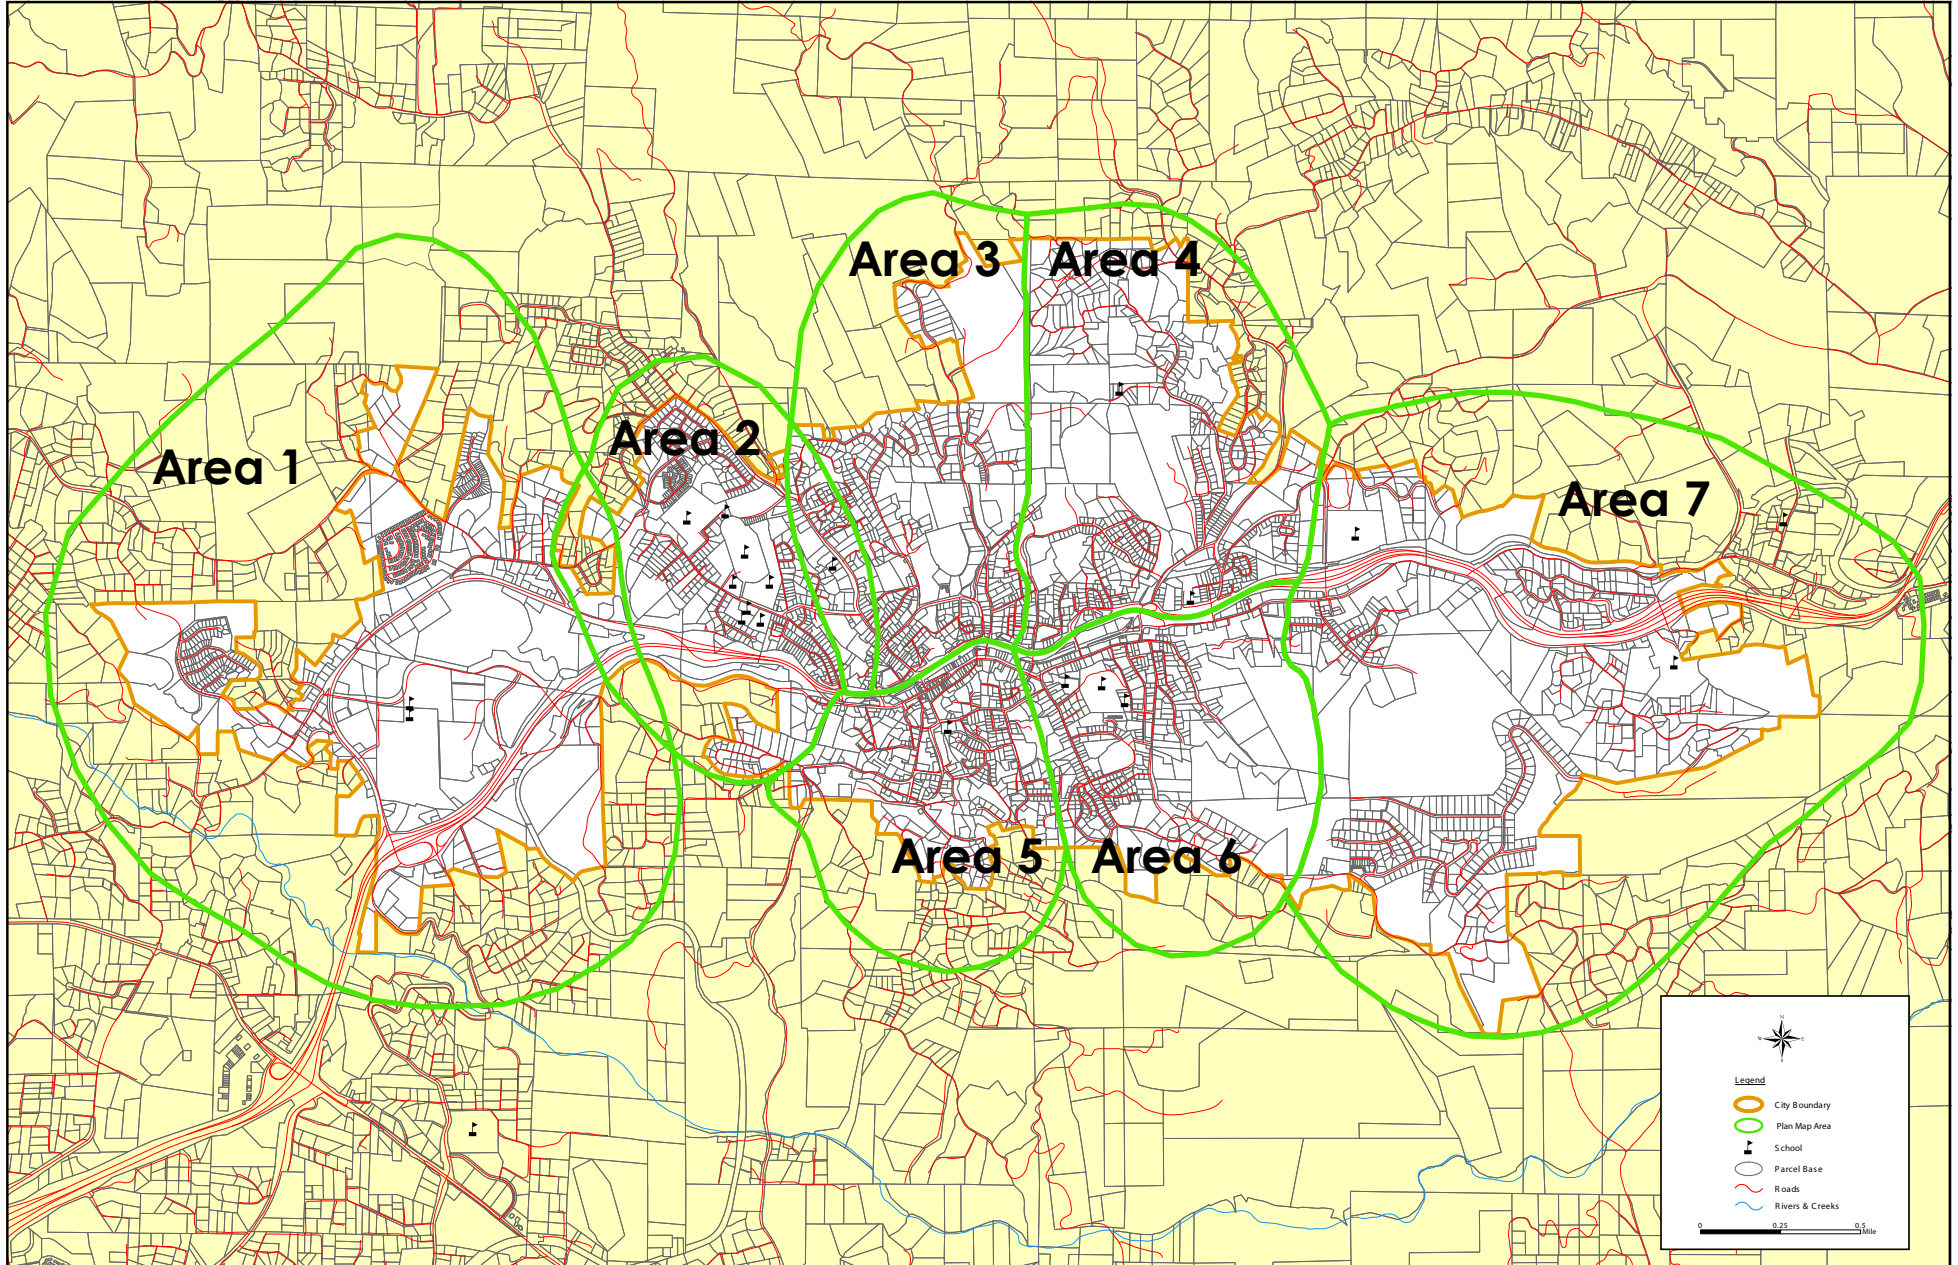 Area 3
Area 4
Area 2
Area 1
Area 7
Area 5
Area 6
N
W
E
S
Legend
City Boundary
Plan Map Area
School
Parcel Base
Roads
Rivers & Creeks
0 0.25 0.5
Mile